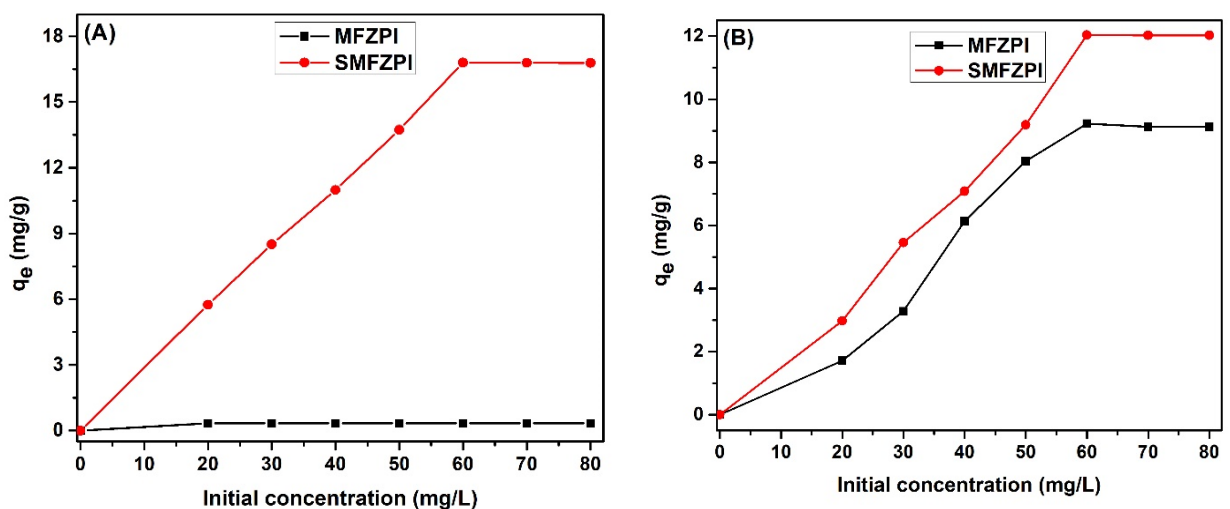 (A)
MFZPI
SMFZPI
18
15
12
9
6
3
0
qe (mg/g)
0 10 20 30 40 50 60 70 80
Initial concentration (mg/L)
(B)
MFZPI
SMFZPI
12
10
8
6
4
2
0
qe (mg/g)
0 10 20 30 40 50 60 70 80
Initial concentration (mg/L)